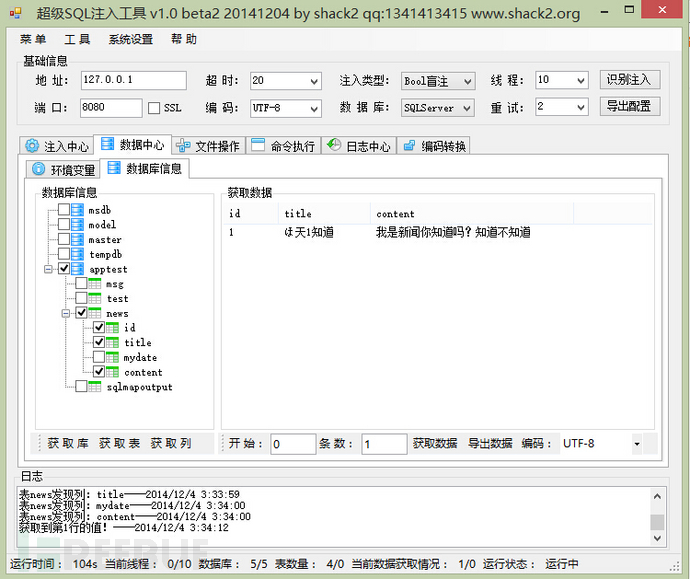 超级SQL注入工具 v1.0 beta2 20141204 by shack2 qq:1341413415 www.shack2.org
菜单 工具 系统设置 帮助
基础信息
地址: 127.0.0.1 超时: 20 注入类型: Bool盲注 线程: 10 识别注入
端口: 8080 SSL 编码: UTF-8 数据库: SQLServer 重试: 2 导出配置
注入中心 数据中心 文件操作 命令执行 日志中心 编码转换
环境变量 数据库信息
数据库信息 获取数据
id title content
1 は天1知道 我是新闻你知道吗?知道不知道
msdb
model
master
tempdb
apptest
msg
test
news
id
title
mydate
content
sqlmapoutput
获取库 获取表 获取列 开始: 0 条数: 1 获取数据 导出数据 编码: UTF-8
日志
表news发现列: title----2014/12/4 3:33:59
表news发现列: mydate----2014/12/4 3:34:00
表news发现列: content----2014/12/4 3:34:00
获取到第1行的值!----2014/12/4 3:34:12
运行时间: 104s 当前线程: 0/10 数据库: 5/5 表数量: 4/0 当前数据获取情况: 1/0 运行状态: 运行中